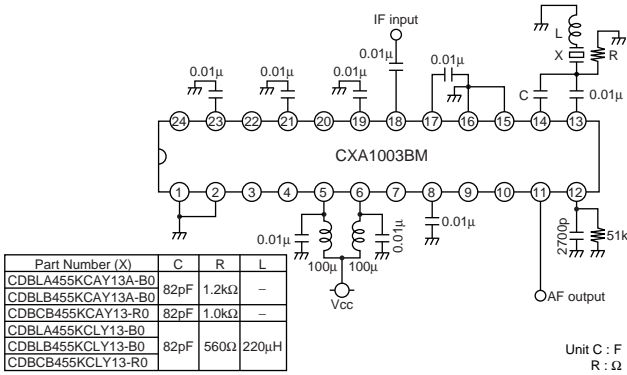 IF input
L
X
R
0.01μ
0.01μ
0.01μ
0.01μ
0.01μ
C
0.01μ
24 23 22 21 20 19 18 17 16 15 14 13
CXA1003BM
1 2 3 4 5 6 7 8 9 10 11 12
0.01μ
100μ
100μ
0.01μ
0.01μ
2700p
51k
Vcc
AF output
Part Number (X) C R L
CDBLA455KCAY13A-B0
CDBLB455KCAY13A-B0
82pF 1.2kΩ –
CDBCB455KCAY13-R0 82pF 1.0kΩ –
CDBLA455KCLY13-B0
CDBLB455KCLY13-B0 82pF 560Ω 220μH
CDBCB455KCLY13-R0
Unit C : F
R : Ω